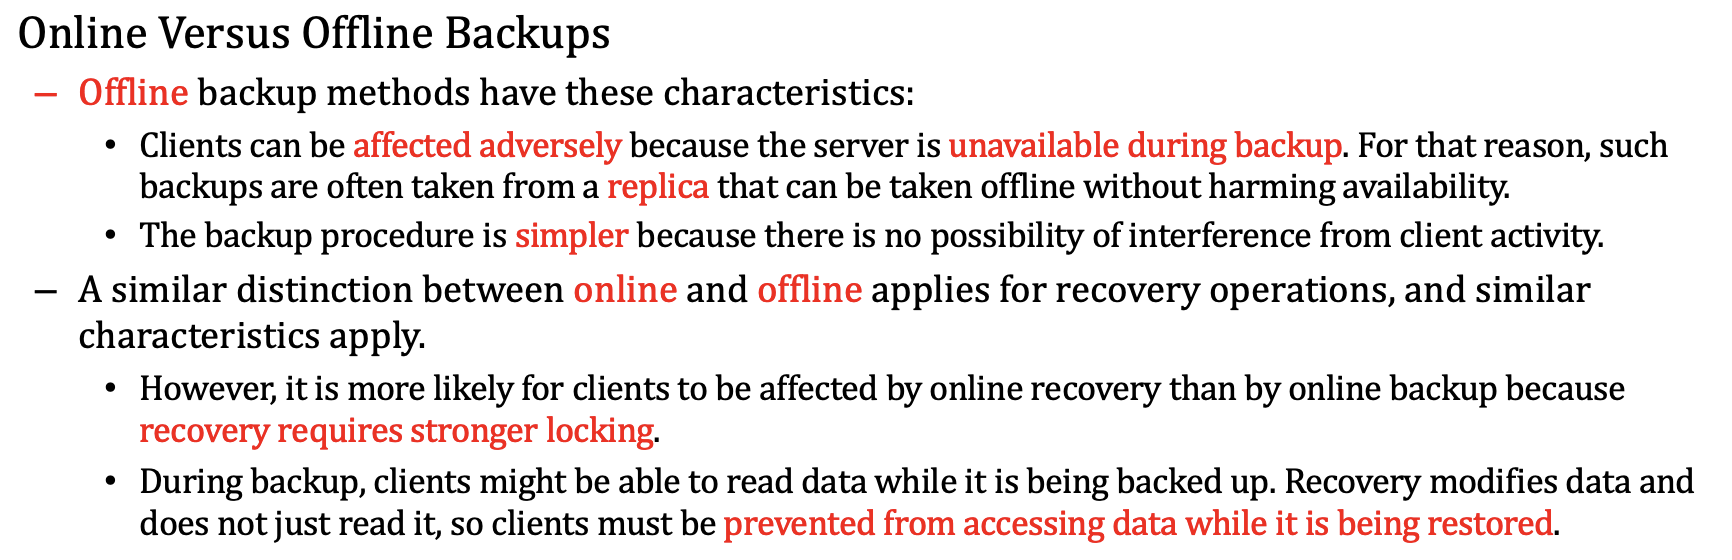 Online Versus Offline Backups
– Offline backup methods have these characteristics:
• Clients can be affected adversely because the server is unavailable during backup. For that reason, such
backups are often taken from a replica that can be taken offline without harming availability.
• The backup procedure is simpler because there is no possibility of interference from client activity.
– A similar distinction between online and offline applies for recovery operations, and similar
characteristics apply.
• However, it is more likely for clients to be affected by online recovery than by online backup because
recovery requires stronger locking.
• During backup, clients might be able to read data while it is being backed up. Recovery modifies data and
does not just read it, so clients must be prevented from accessing data while it is being restored.